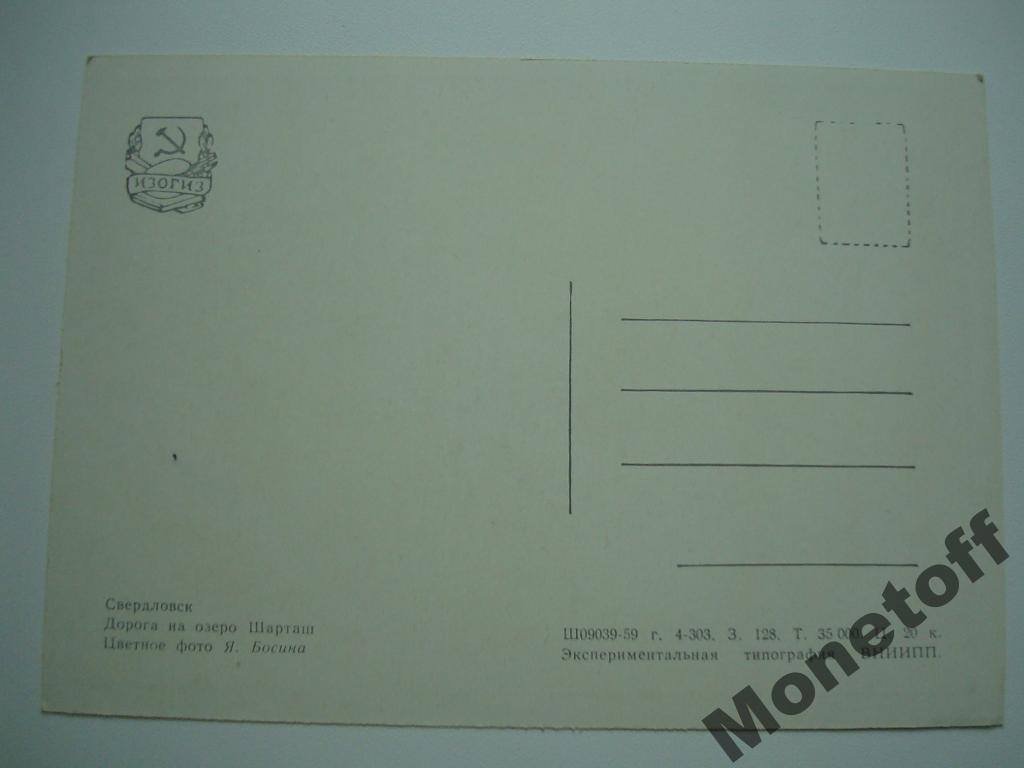 ИЗОГИЗ
Свердловск
Дорога на озеро Шарташ
Цветное фото Я. Босина
Ш09039-59 г. 4-303. З. 128. Т. 35 000. Ц. 20 к.
Экспериментальная типография ВНИИПП.
Monetoff